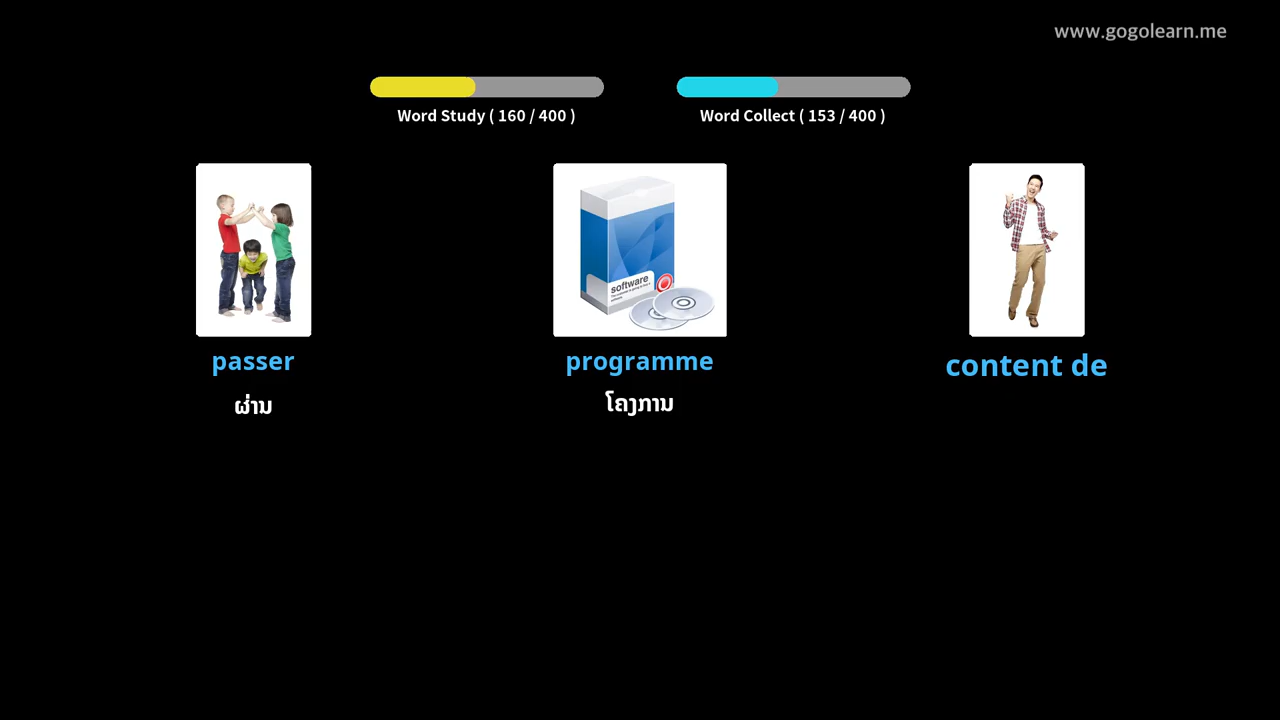 www.gogolearn.me
Word Study ( 160 / 400 )
Word Collect ( 153 / 400 )
software
passer
programme
content de
ຜ່ານ
ໂຄງການ